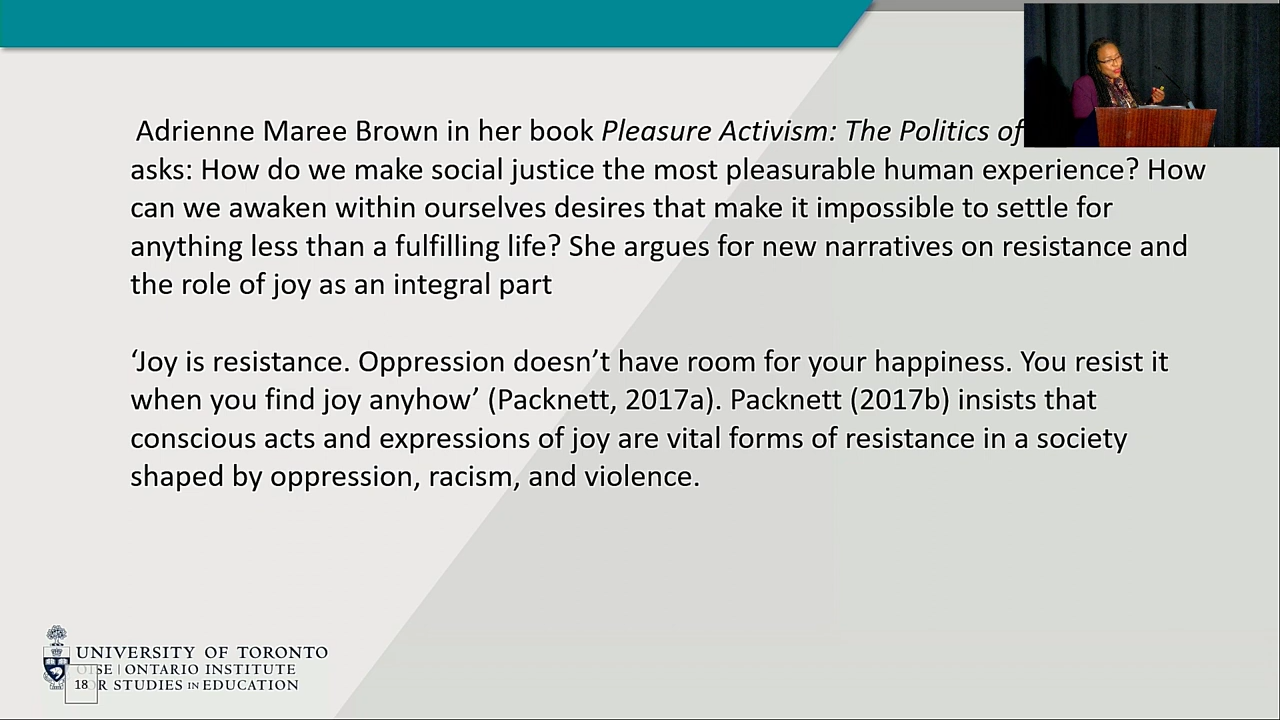 Adrienne Maree Brown in her book Pleasure Activism: The Politics of
asks: How do we make social justice the most pleasurable human experience? How
can we awaken within ourselves desires that make it impossible to settle for
anything less than a fulfilling life? She argues for new narratives on resistance and
the role of joy as an integral part
‘Joy is resistance. Oppression doesn’t have room for your happiness. You resist it
when you find joy anyhow’ (Packnett, 2017a). Packnett (2017b) insists that
conscious acts and expressions of joy are vital forms of resistance in a society
shaped by oppression, racism, and violence.
UNIVERSITY OF TORONTO
OISE | ONTARIO INSTITUTE
R STUDIES IN EDUCATION
18